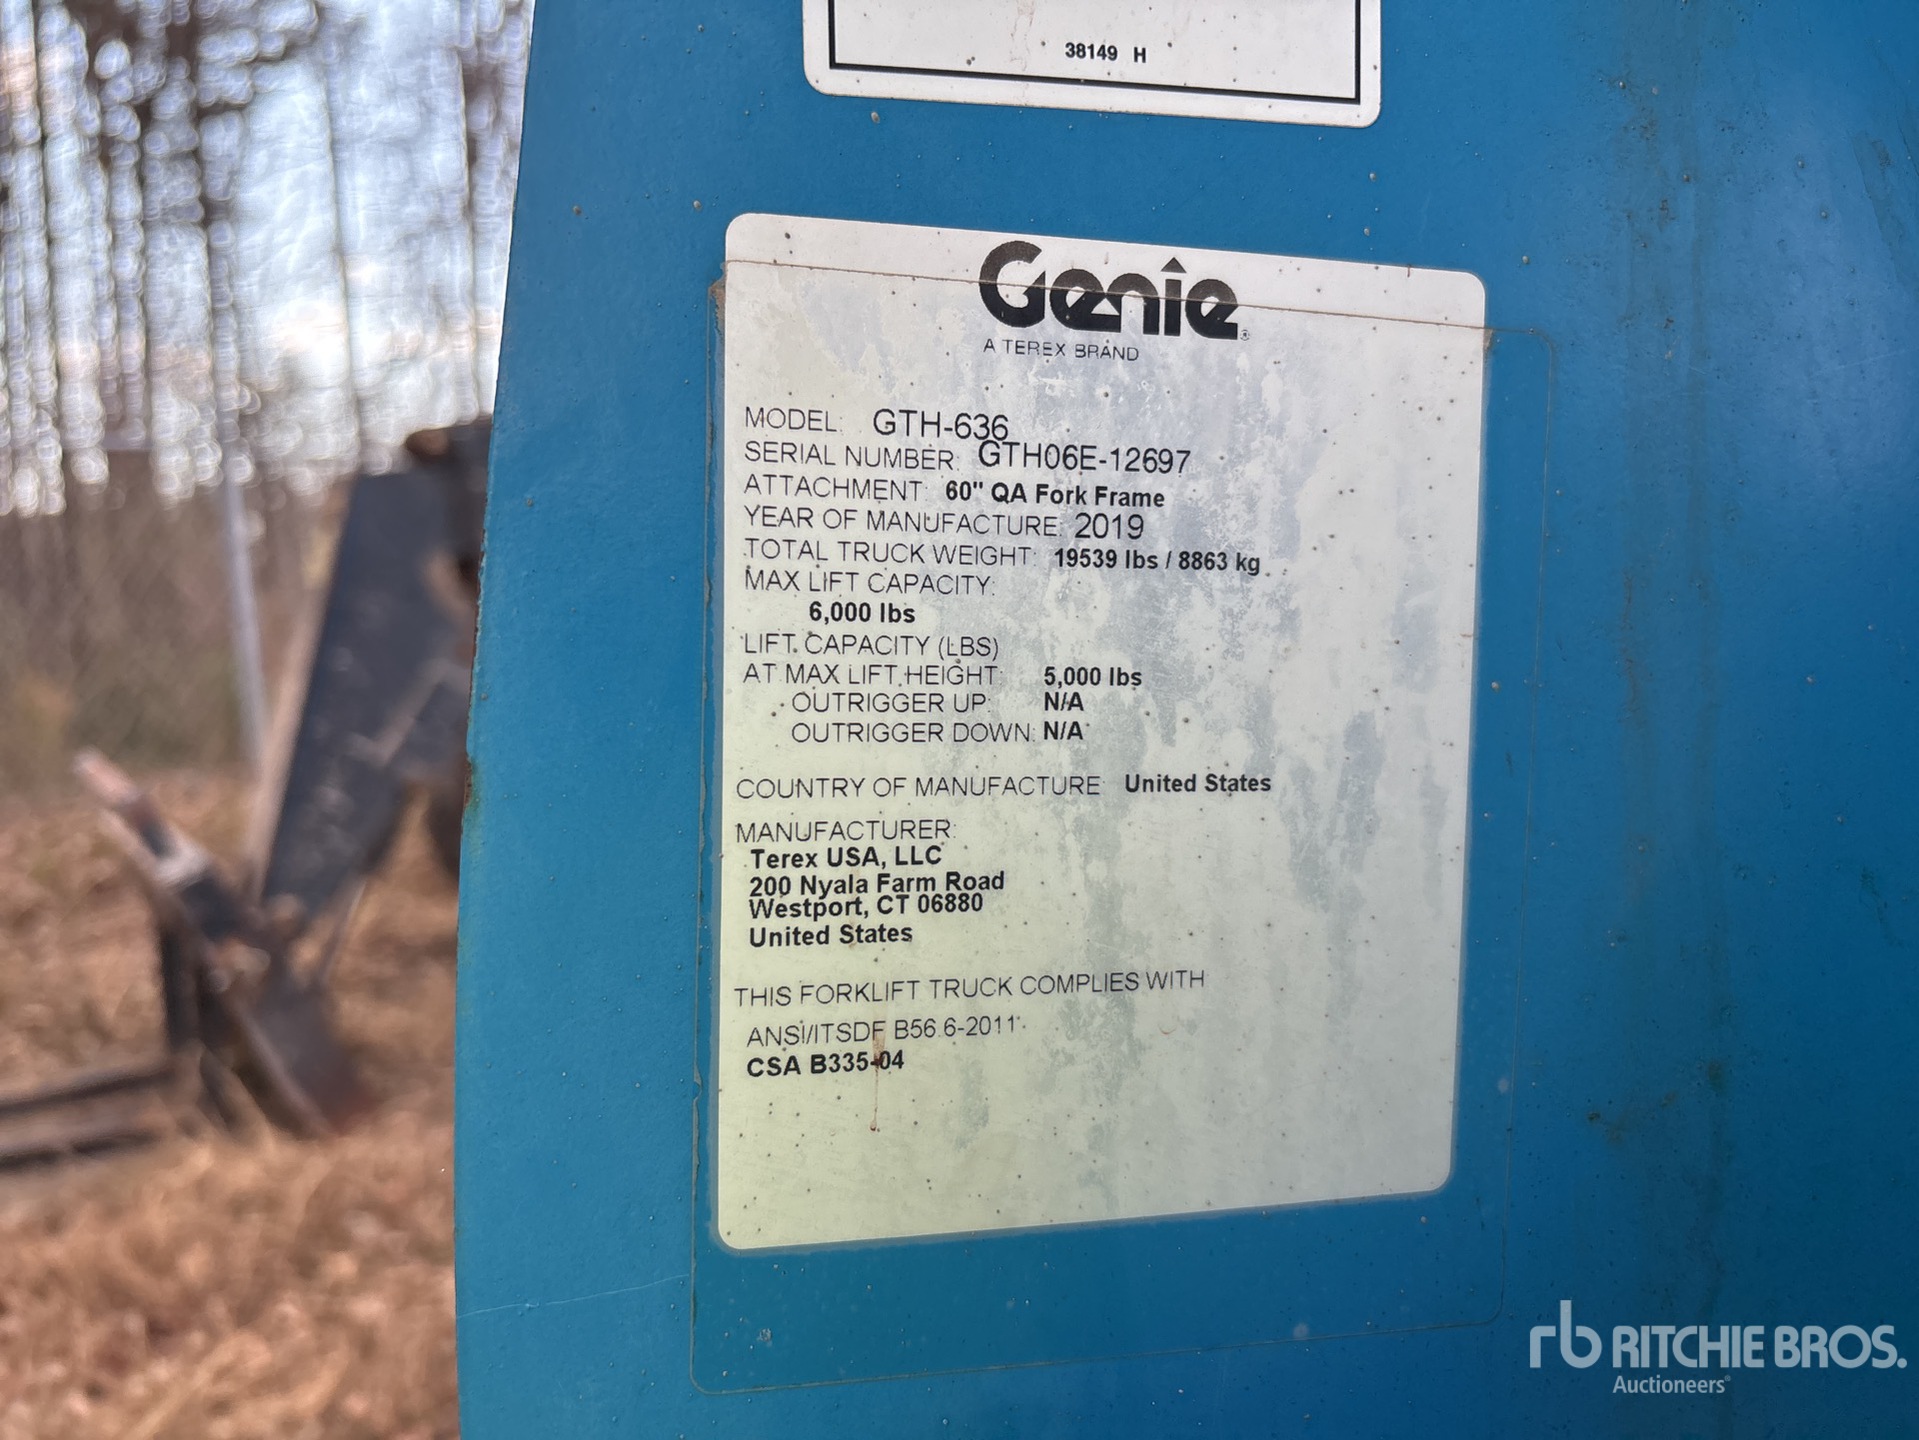 38149 H
Genie®
A TEREX BRAND
MODEL: GTH-636
SERIAL NUMBER: GTH06E-12697
ATTACHMENT: 60" QA Fork Frame
YEAR OF MANUFACTURE: 2019
TOTAL TRUCK WEIGHT: 19539 lbs / 8863 kg
MAX LIFT CAPACITY:
6,000 lbs
LIFT CAPACITY (LBS)
AT MAX LIFT HEIGHT: 5,000 lbs
OUTRIGGER UP: N/A
OUTRIGGER DOWN: N/A
COUNTRY OF MANUFACTURE: United States
MANUFACTURER:
Terex USA, LLC
200 Nyala Farm Road
Westport, CT 06880
United States
THIS FORKLIFT TRUCK COMPLIES WITH
ANSI/ITSDF B56.6-2011
CSA B335-04
rb RITCHIE BROS.
Auctioneers®